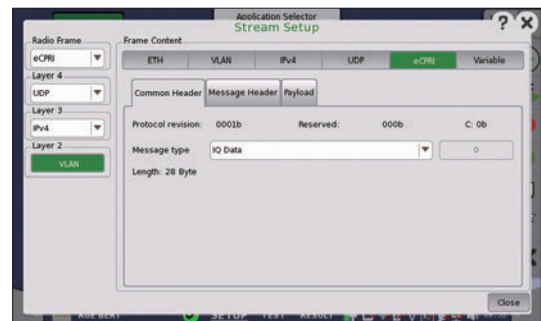 Application Selector
Stream Setup
? X
Radio Frame
Frame Content
eCPRI
ETH VLAN IPv4 UDP eCPRI Variable
Layer 4
UDP
Common Header Message Header Payload
Layer 3
IPv4
Protocol revision: 0001b Reserved: 000b C: 0b
Layer 2
VLAN
Message type IQ Data 0
Length: 28 Byte
Close
SETUP TEST RESULT